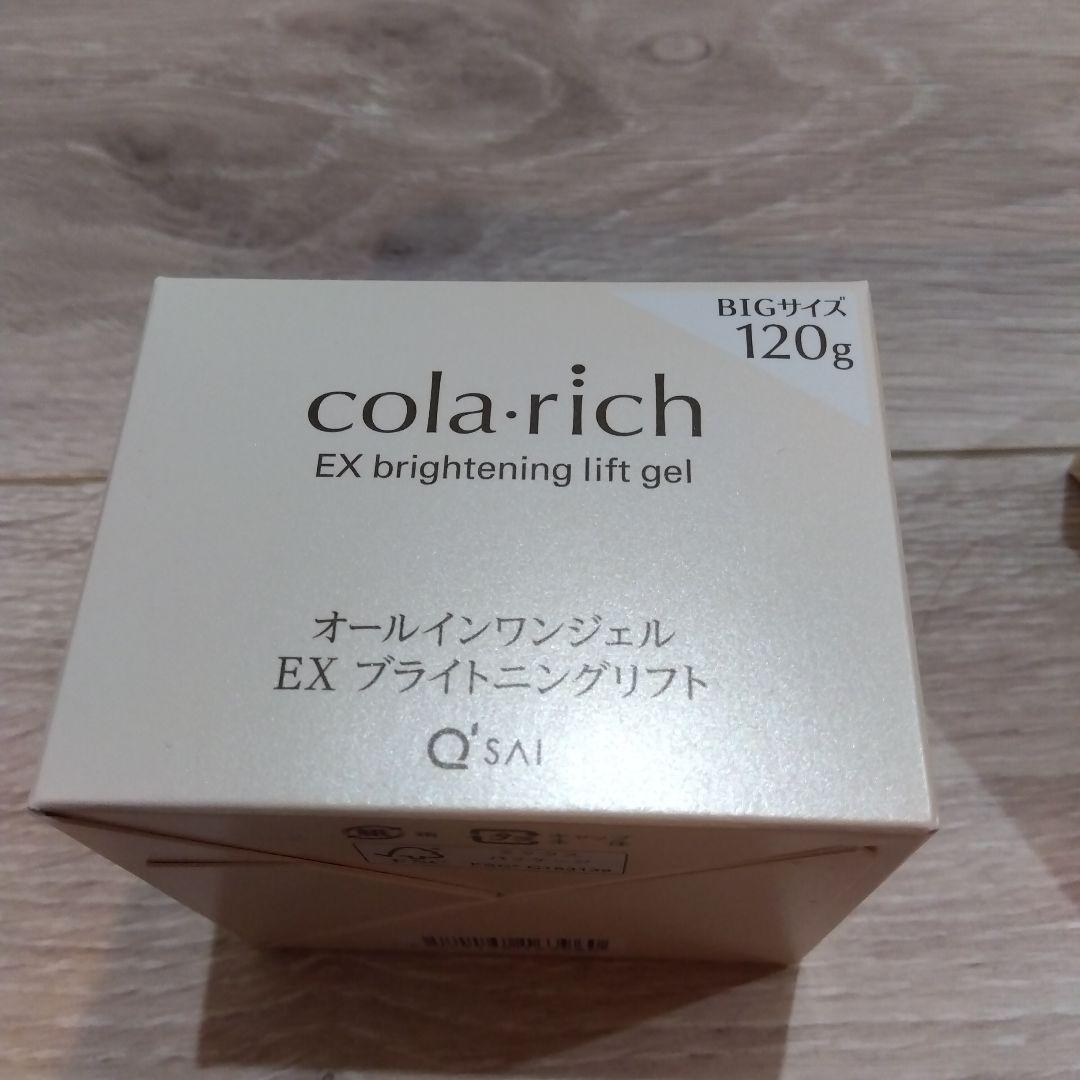 BIGサイズ
120g
cola・rich
EX brightening lift gel
オールインワンジェル
EX ブライトニングリフト
Q'SAI
紙